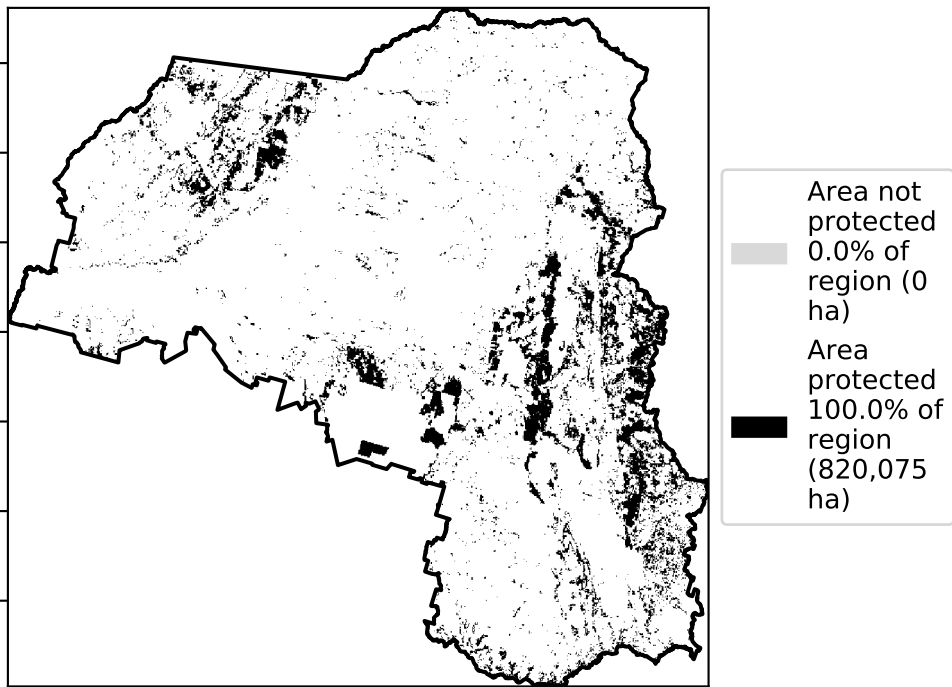 Area not
protected
0.0% of
region (0
ha)
Area
protected
100.0% of
region
(820,075
ha)